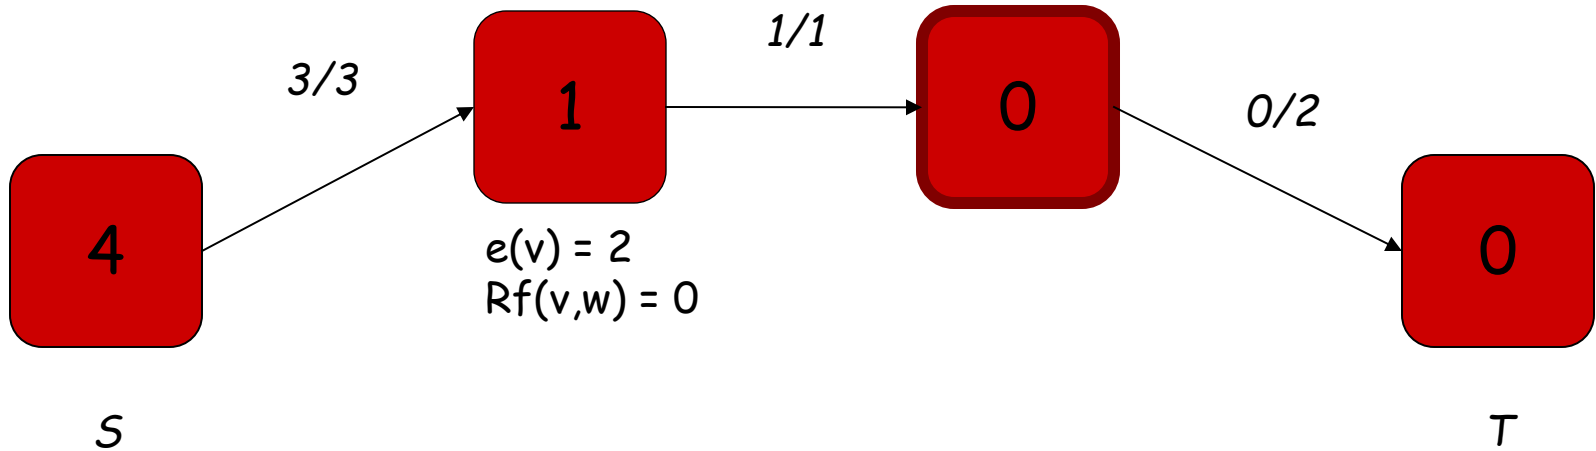 3/3
1/1
0/2
4
1
0
0
e(v) = 2
Rf(v,w) = 0
S
T